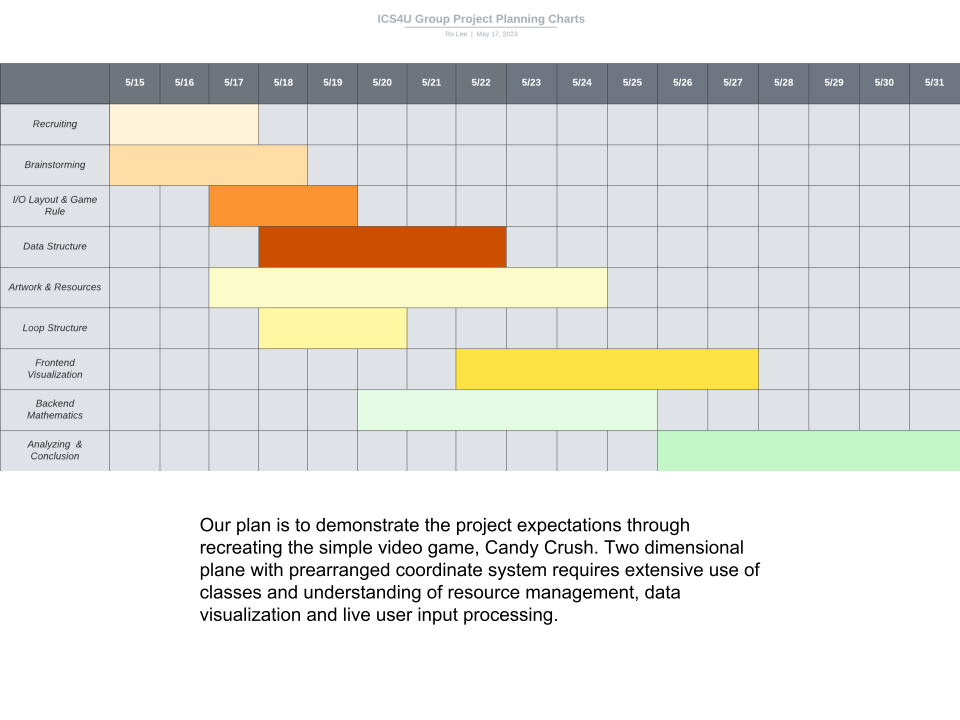 ICS4U Group Project Planning Charts
Ro Lee | May 17, 2023
5/15 5/16 5/17 5/18 5/19 5/20 5/21 5/22 5/23 5/24 5/25 5/26 5/27 5/28 5/29 5/30 5/31
Recruiting
Brainstorming
I/O Layout & Game
Rule
Data Structure
Artwork & Resources
Loop Structure
Frontend
Visualization
Backend
Mathematics
Analyzing &
Conclusion
Our plan is to demonstrate the project expectations through
recreating the simple video game, Candy Crush. Two dimensional
plane with prearranged coordinate system requires extensive use of
classes and understanding of resource management, data
visualization and live user input processing.